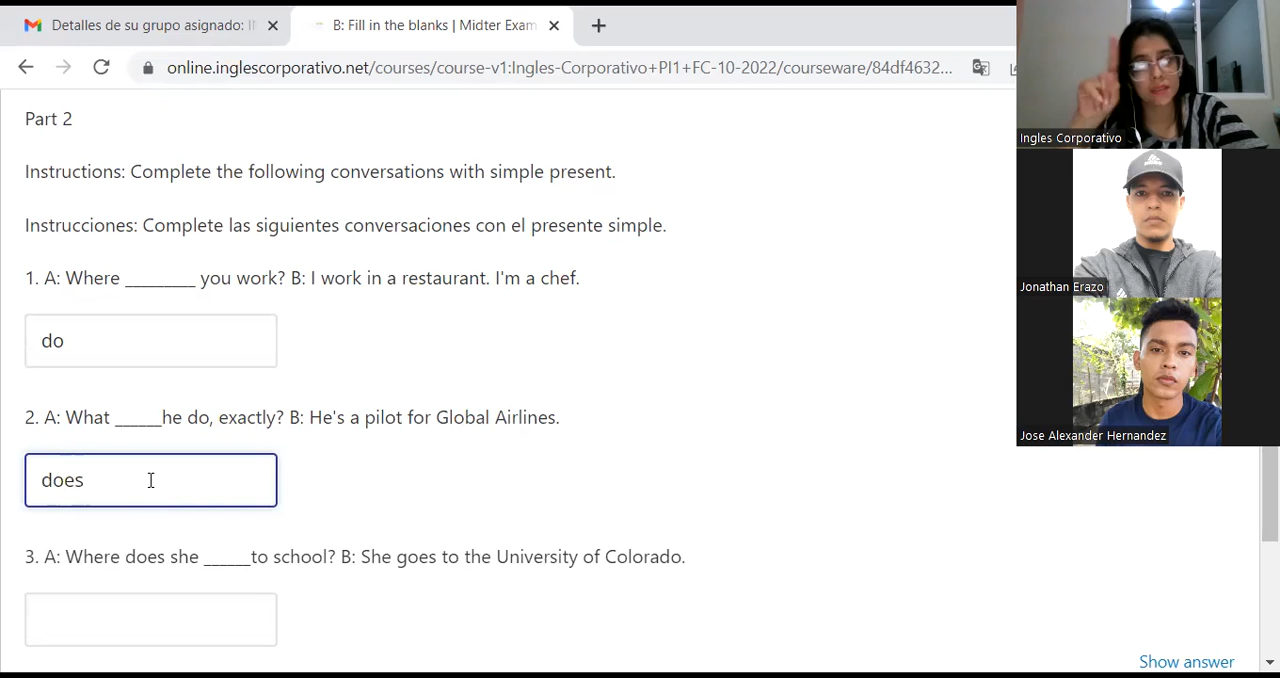 Detalles de su grupo asignado: I
B: Fill in the blanks | Midter Exam
online.inglescorporativo.net/courses/course-v1:Ingles-Corporativo+PI1+FC-10-2022/courseware/84df4632...
Part 2
Instructions: Complete the following conversations with simple present.
Instrucciones: Complete las siguientes conversaciones con el presente simple.
1. A: Where ________ you work? B: I work in a restaurant. I'm a chef.
do
2. A: What _____he do, exactly? B: He's a pilot for Global Airlines.
does
3. A: Where does she _____to school? B: She goes to the University of Colorado.
Show answer
Ingles Corporativo
Jonathan Erazo
Jose Alexander Hernandez